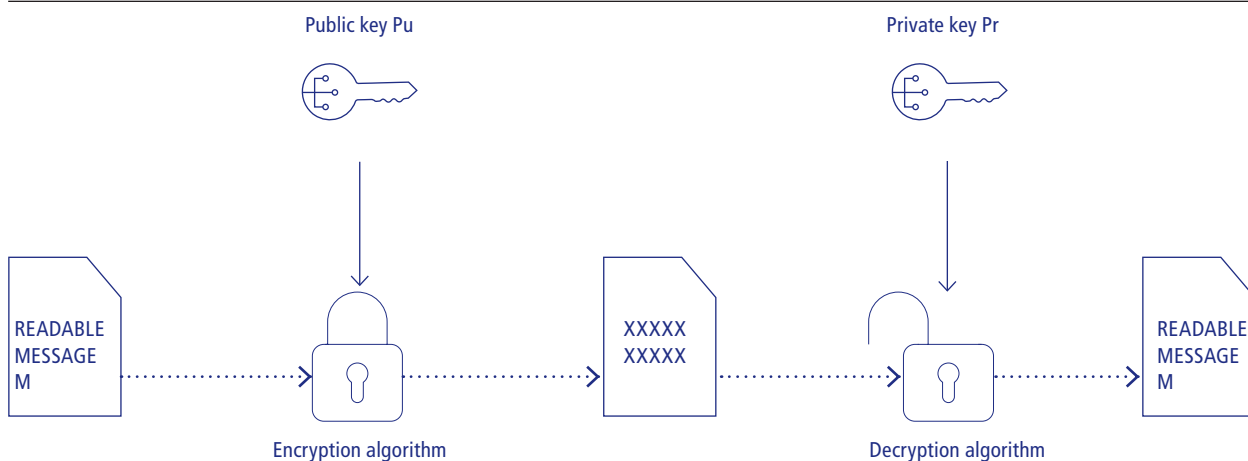 Public key Pu
Private key Pr
READABLE
MESSAGE
M
XXXXX
XXXXX
READABLE
MESSAGE
M
Encryption algorithm
Decryption algorithm